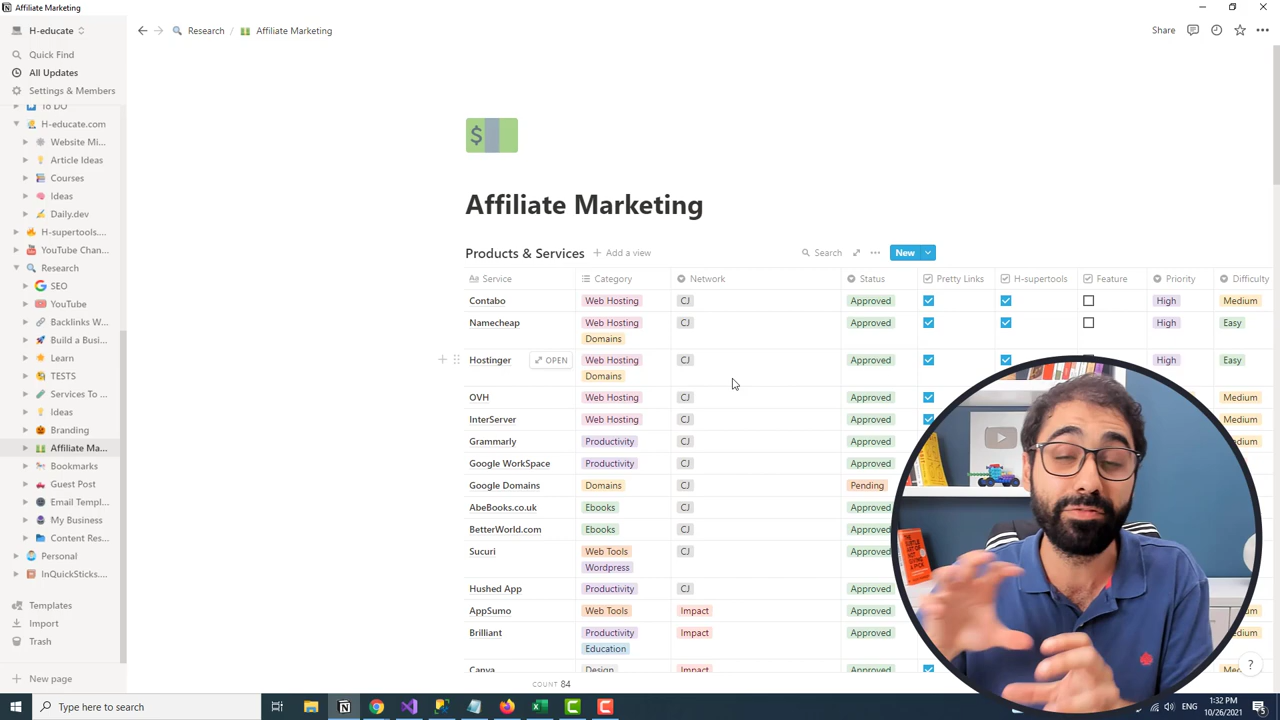 Affiliate Marketing
H-educate
Quick Find
All Updates
Settings & Members
To DO
H-educate.com
Website Mi...
Article Ideas
Courses
Ideas
Daily.dev
H-supertools....
YouTube Chan...
Research
SEO
YouTube
Backlinks W...
Build a Busi...
Learn
TESTS
Services To ...
Ideas
Branding
Affiliate Ma...
Bookmarks
Guest Post
Email Templ...
My Business
Content Res...
Personal
InQuickSticks....
Templates
Import
Trash
New page
Research / Affiliate Marketing
Share
Affiliate Marketing
Products & Services + Add a view Search New
Service Category Network Status Pretty Links H-supertools Feature Priority Difficulty
Contabo Web Hosting CJ Approved High Medium
Namecheap Web Hosting CJ Approved High Easy
Domains
Hostinger OPEN Web Hosting CJ Approved High Easy
Domains
OVH Web Hosting CJ Approved Medium
InterServer Web Hosting CJ Approved
Grammarly Productivity CJ Approved
Google WorkSpace Productivity CJ Approved
Google Domains Domains CJ Pending
AbeBooks.co.uk Ebooks CJ Approved
BetterWorld.com Ebooks CJ Approved
Sucuri Web Tools CJ Approved
Wordpress
Hushed App Productivity CJ Approved
AppSumo Web Tools Impact Approved
Brilliant Productivity Impact Approved
Education
Canva Design Impact Approved
COUNT 84
?
Type here to search
ENG
1:32 PM
10/26/2021